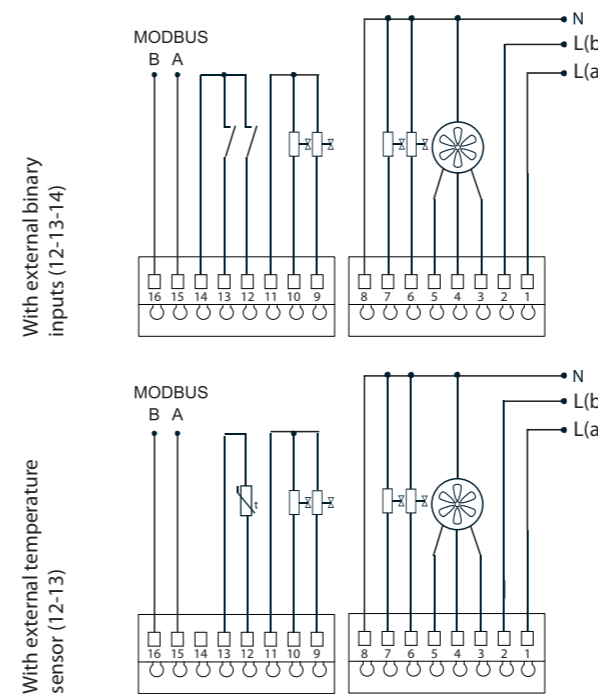 With external binary
inputs (12-13-14)
MODBUS
B A
N
L(b
L(a
16 15 14 13 12 11 10 9 8 7 6 5 4 3 2 1
With external temperature
sensor (12-13)
MODBUS
B A
N
L(b
L(a
t
16 15 14 13 12 11 10 9 8 7 6 5 4 3 2 1